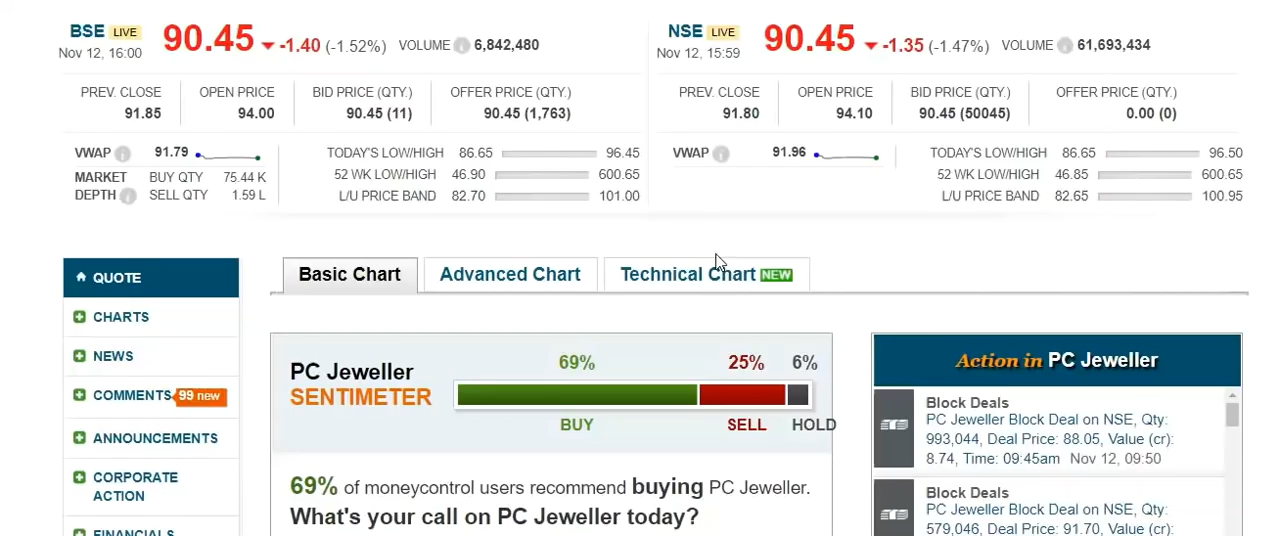 BSE LIVE 90.45 -1.40 (-1.52%) VOLUME i 6,842,480
Nov 12, 16:00
PREV. CLOSE OPEN PRICE BID PRICE (QTY.) OFFER PRICE (QTY.)
91.85 94.00 90.45 (11) 90.45 (1,763)
VWAP i 91.79
MARKET BUY QTY 75.44 K
DEPTH i SELL QTY 1.59 L
TODAY'S LOW/HIGH 86.65 96.45
52 WK LOW/HIGH 46.90 600.65
L/U PRICE BAND 82.70 101.00
NSE LIVE 90.45 -1.35 (-1.47%) VOLUME i 61,693,434
Nov 12, 15:59
PREV. CLOSE OPEN PRICE BID PRICE (QTY.) OFFER PRICE (QTY.)
91.80 94.10 90.45 (50045) 0.00 (0)
VWAP i 91.96
TODAY'S LOW/HIGH 86.65 96.50
52 WK LOW/HIGH 46.85 600.65
L/U PRICE BAND 82.65 100.95
QUOTE
CHARTS
NEWS
COMMENTS 99 new
ANNOUNCEMENTS
CORPORATE
ACTION
FINANCIALS
Basic Chart Advanced Chart Technical Chart NEW
PC Jeweller
SENTIMETER
69% 25% 6%
BUY SELL HOLD
69% of moneycontrol users recommend buying PC Jeweller.
What's your call on PC Jeweller today?
Action in PC Jeweller
Block Deals
PC Jeweller Block Deal on NSE, Qty:
993,044, Deal Price: 88.05, Value (cr):
8.74, Time: 09:45am Nov 12, 09:50
Block Deals
PC Jeweller Block Deal on NSE, Qty:
579,046, Deal Price: 91.70, Value (cr):